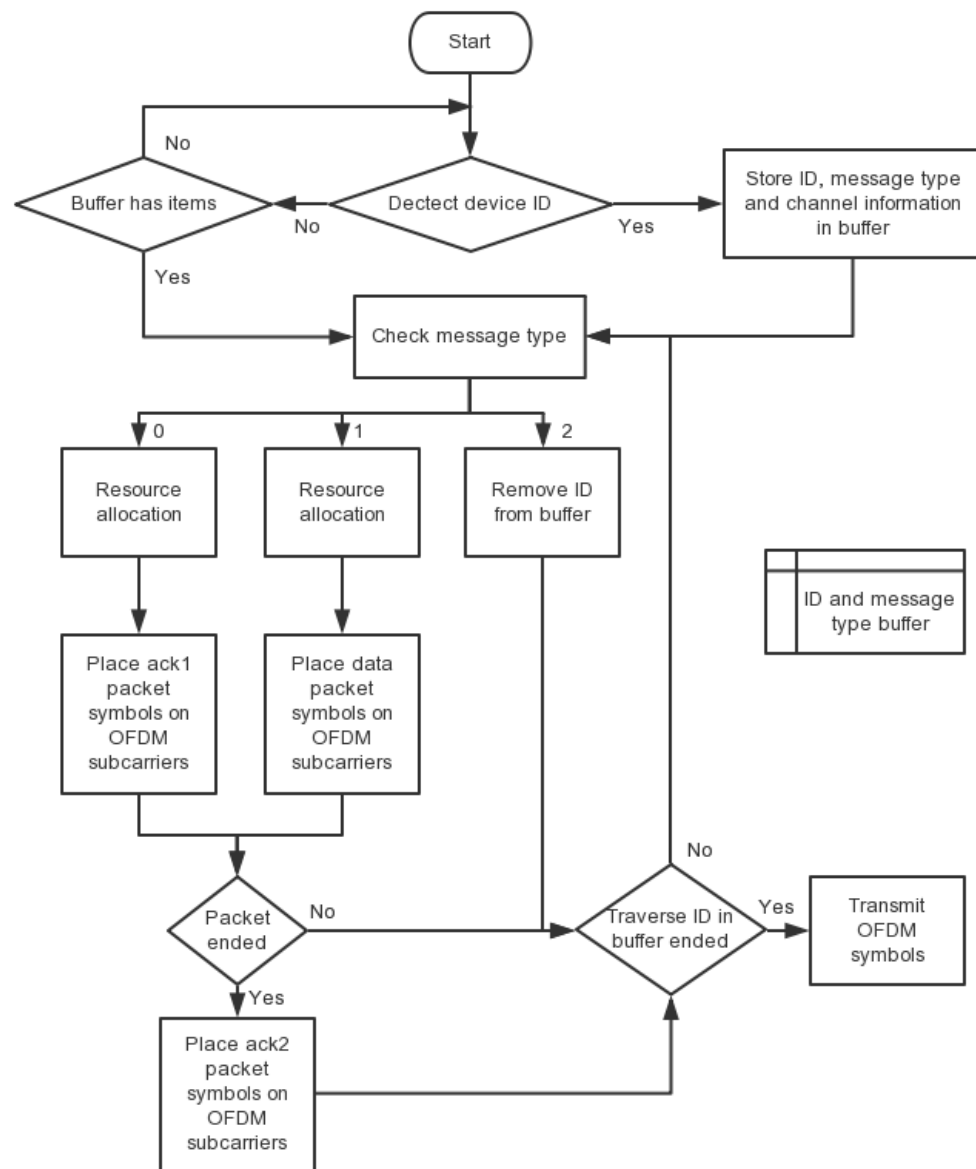 Start
No
Buffer has items
No
Dectect device ID
Yes
Store ID, message type
and channel information
in buffer
Yes
Check message type
0
1
2
Resource
allocation
Resource
allocation
Remove ID
from buffer
ID and message
type buffer
Place ack1
packet
symbols on
OFDM
subcarriers
Place data
packet
symbols on
OFDM
subcarriers
Packet
ended
No
Yes
Traverse ID in
buffer ended
No
Yes
Transmit
OFDM
symbols
Place ack2
packet
symbols on
OFDM
subcarriers